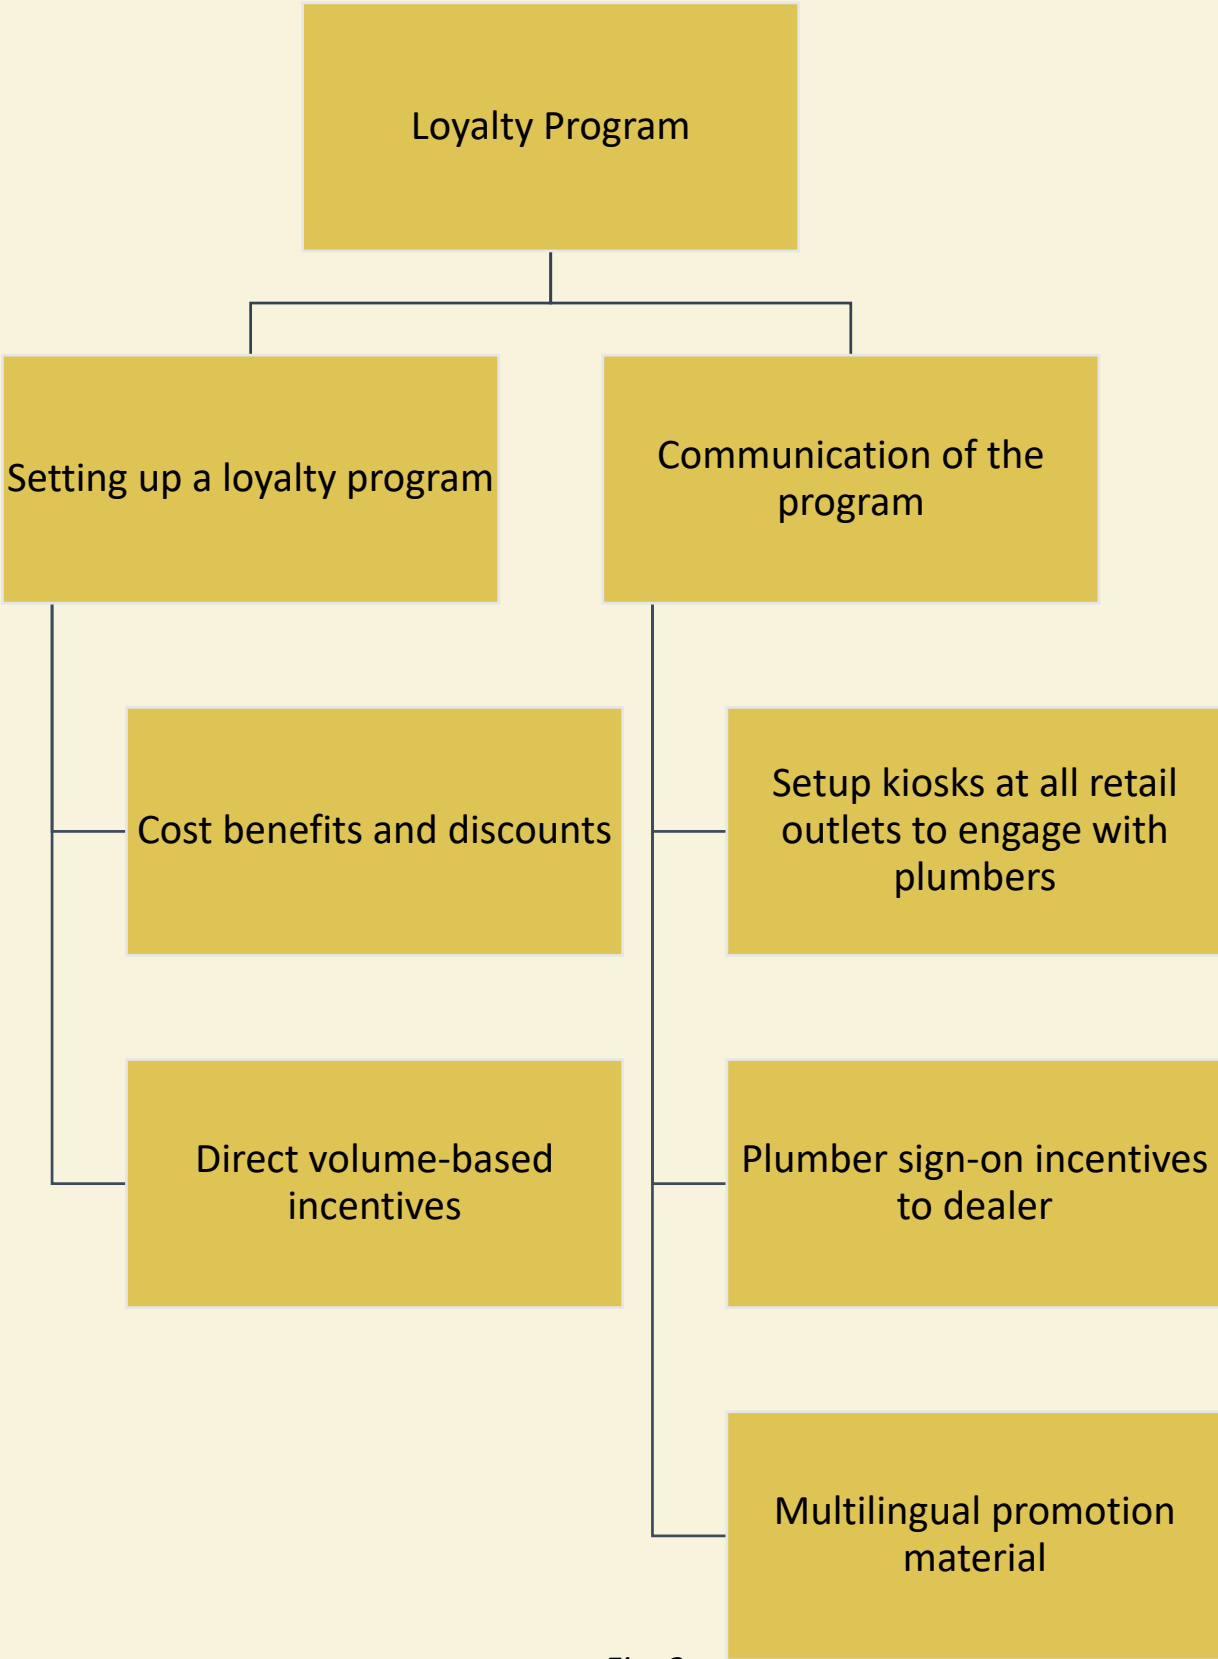 Loyalty Program
Setting up a loyalty program
Communication of the
program
Cost benefits and discounts
Setup kiosks at all retail
outlets to engage with
plumbers
Direct volume-based
incentives
Plumber sign-on incentives
to dealer
Multilingual promotion
material